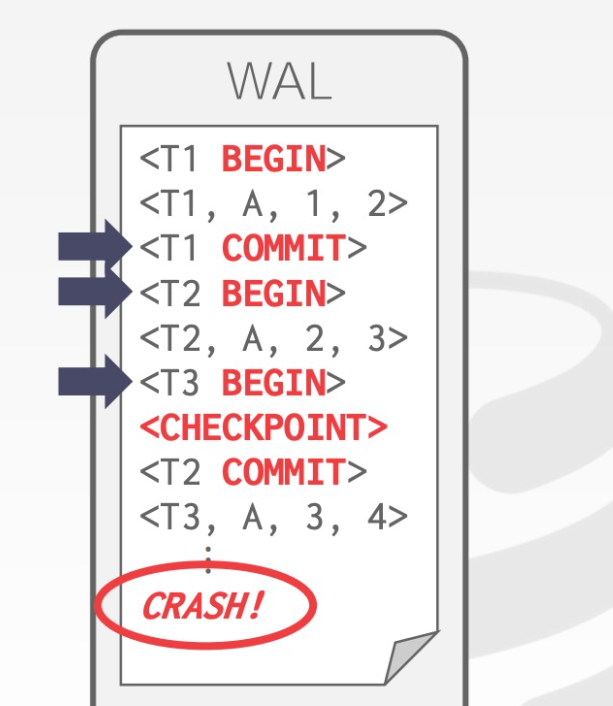 WAL
<T1 BEGIN>
<T1, A, 1, 2>
<T1 COMMIT>
<T2 BEGIN>
<T2, A, 2, 3>
<T3 BEGIN>
<CHECKPOINT>
<T2 COMMIT>
<T3, A, 3, 4>
⋮
CRASH!